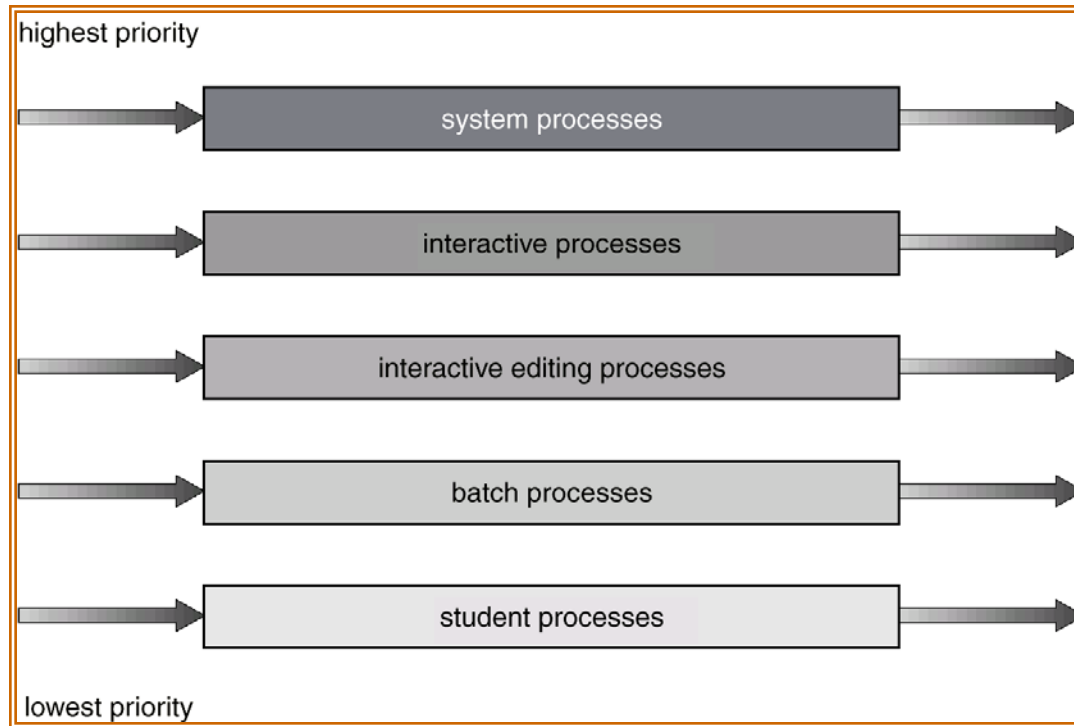 highest priority
system processes
interactive processes
interactive editing processes
batch processes
student processes
lowest priority